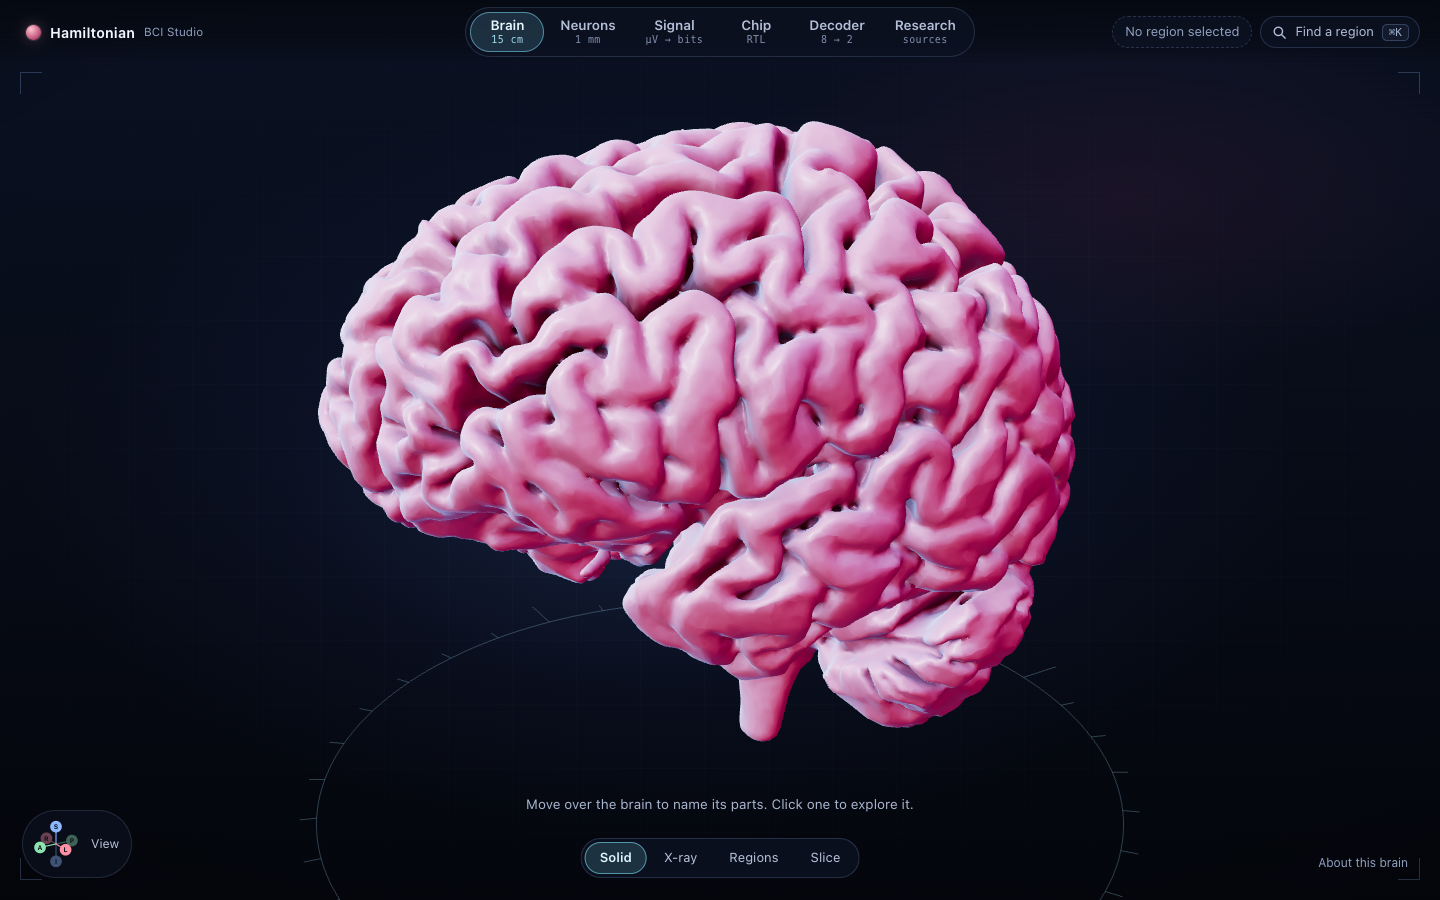 Hamiltonian BCI Studio
Brain
15 cm
Neurons
1 mm
Signal
µV → bits
Chip
RTL
Decoder
8 → 2
Research
sources
No region selected
Find a region ⌘K
Move over the brain to name its parts. Click one to explore it.
S
A
L
I
View
Solid
X-ray
Regions
Slice
About this brain